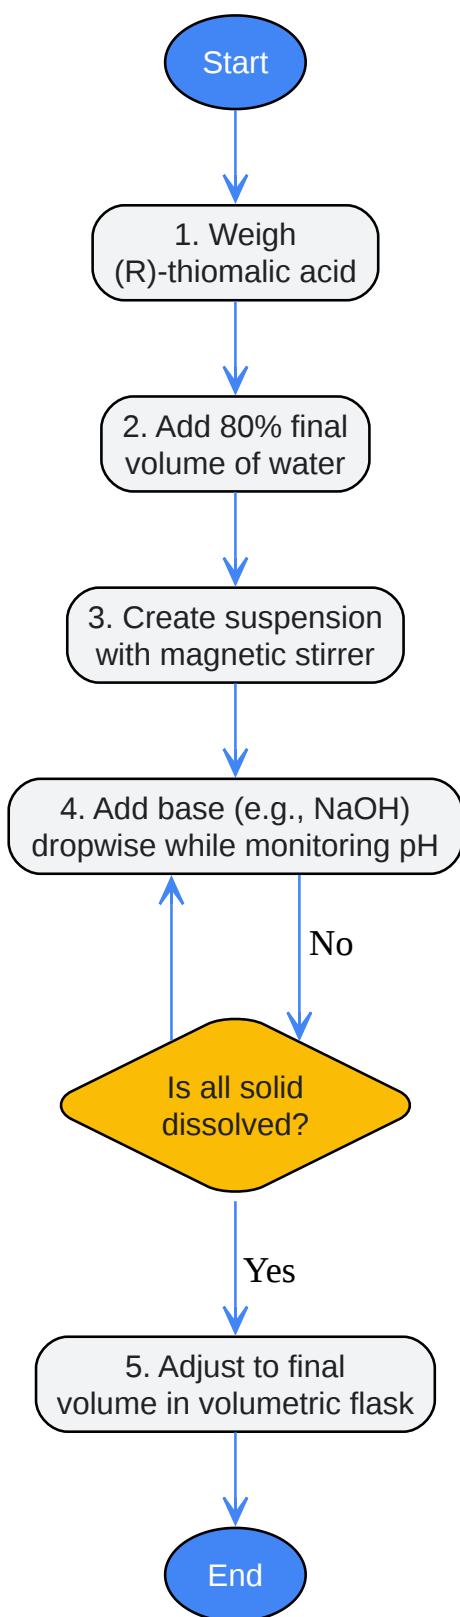 Start
1. Weigh
(R)-thiomalic acid
2. Add 80% final
volume of water
3. Create suspension
with magnetic stirrer
4. Add base (e.g., NaOH)
dropwise while monitoring pH
No
Is all solid
dissolved?
Yes
5. Adjust to final
volume in volumetric flask
End